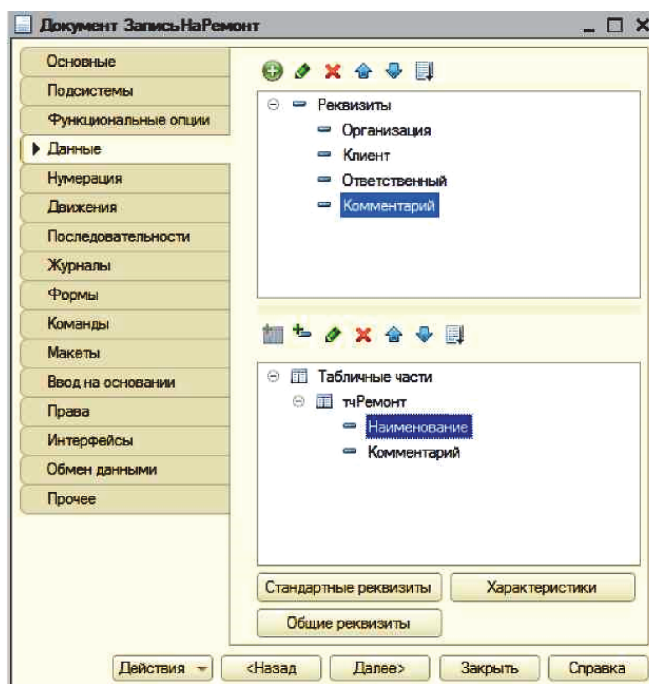 Документ ЗаписьНаРемонт
Основные
Подсистемы
Функциональные опции
Данные
Нумерация
Движения
Последовательности
Журналы
Формы
Команды
Макеты
Ввод на основании
Права
Интерфейсы
Обмен данными
Прочее
Реквизиты
Организация
Клиент
Ответственный
Комментарий
Табличные части
тчРемонт
Наименование
Комментарий
Стандартные реквизиты
Характеристики
Общие реквизиты
Действия
<Назад
Далее>
Закрыть
Справка